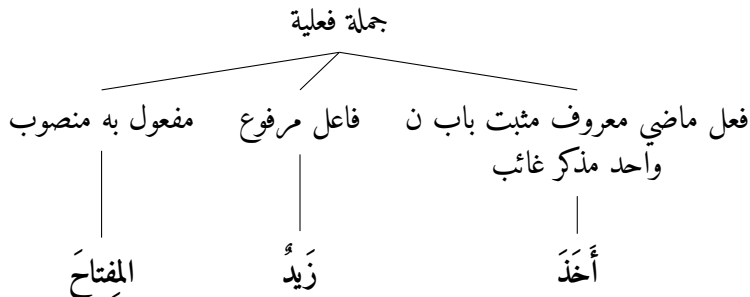 جملة فعلية
فعل ماضي معروف مثبت باب ن فاعل مرفوع مفعول به منصوب
واحد مذكر غائب
أَخَذَ زَيدٌ المِفتاحَ